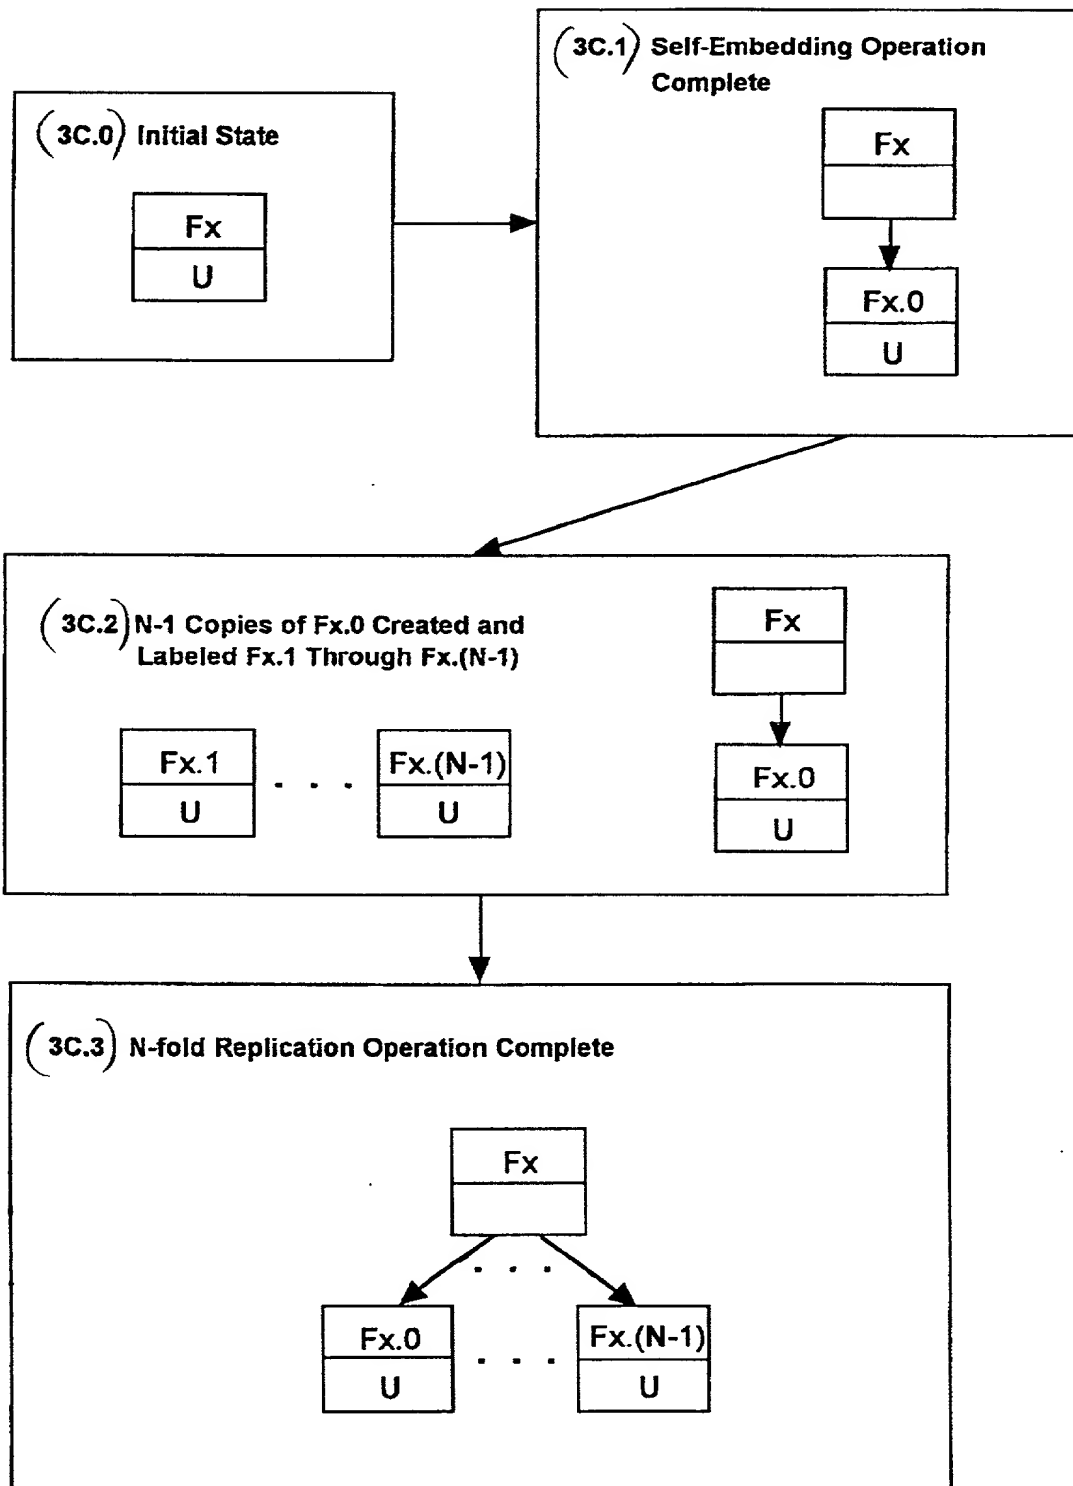 (3C.0) Initial State
Fx
U
(3C.1) Self-Embedding Operation
Complete
Fx
Fx.0
U
(3C.2) N-1 Copies of Fx.0 Created and
Labeled Fx.1 Through Fx.(N-1)
Fx.1
U
. . .
Fx.(N-1)
U
Fx
Fx.0
U
(3C.3) N-fold Replication Operation Complete
Fx
. . .
Fx.0
U
. . .
Fx.(N-1)
U